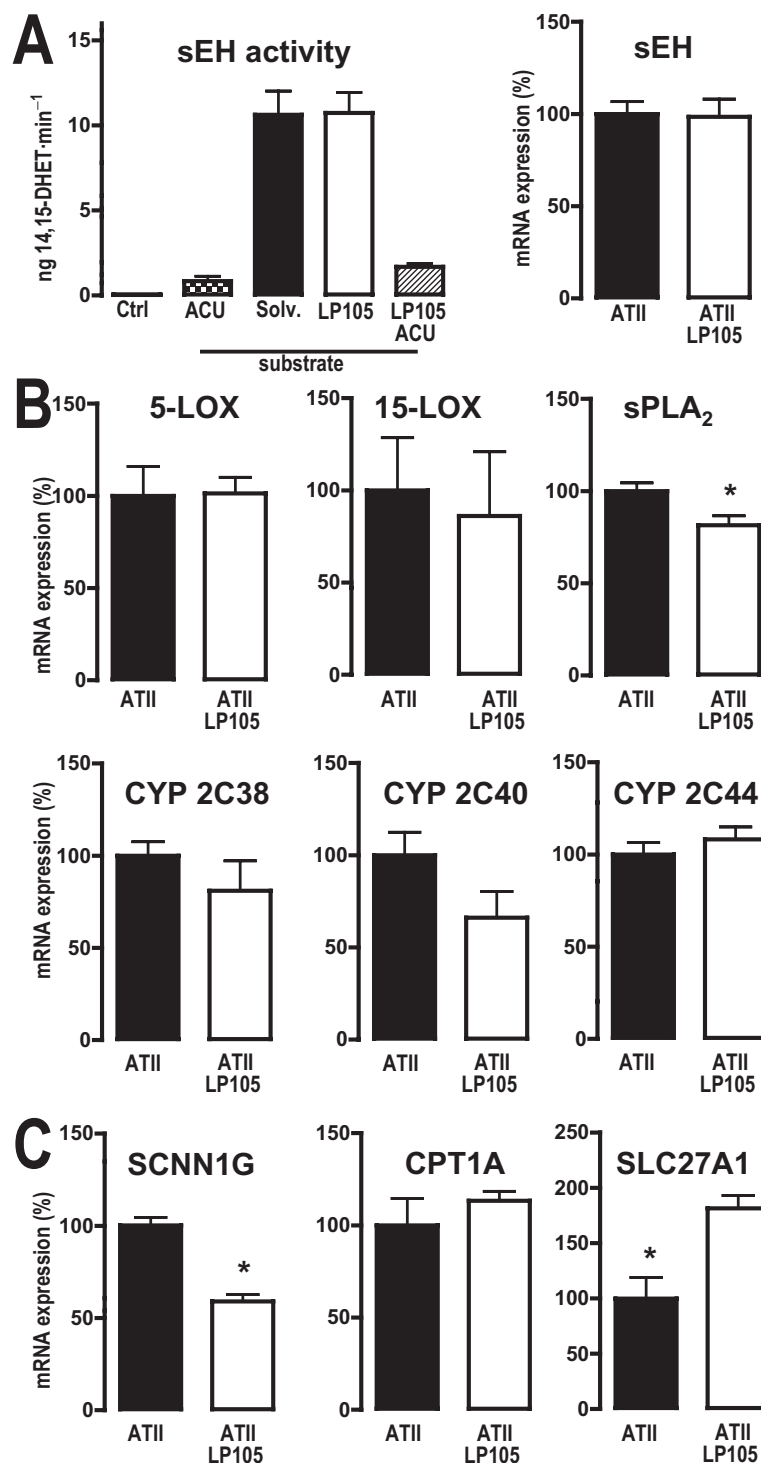 A
sEH activity
ng 14,15-DHET·min⁻¹
15
10
5
0
Ctrl
ACU
Solv.
LP105
LP105
ACU
substrate
sEH
mRNA expression (%)
150
100
50
0
ATII
ATII
LP105
B
5-LOX
mRNA expression (%)
150
100
50
0
ATII
ATII
LP105
15-LOX
150
100
50
0
ATII
ATII
LP105
sPLA₂
150
100
50
0
*
ATII
ATII
LP105
CYP 2C38
mRNA expression (%)
150
100
50
0
ATII
ATII
LP105
CYP 2C40
150
100
50
0
ATII
ATII
LP105
CYP 2C44
150
100
50
0
ATII
ATII
LP105
C
SCNN1G
mRNA expression (%)
150
100
50
0
*
ATII
ATII
LP105
CPT1A
150
100
50
0
ATII
ATII
LP105
SLC27A1
250
200
150
100
50
0
*
ATII
ATII
LP105